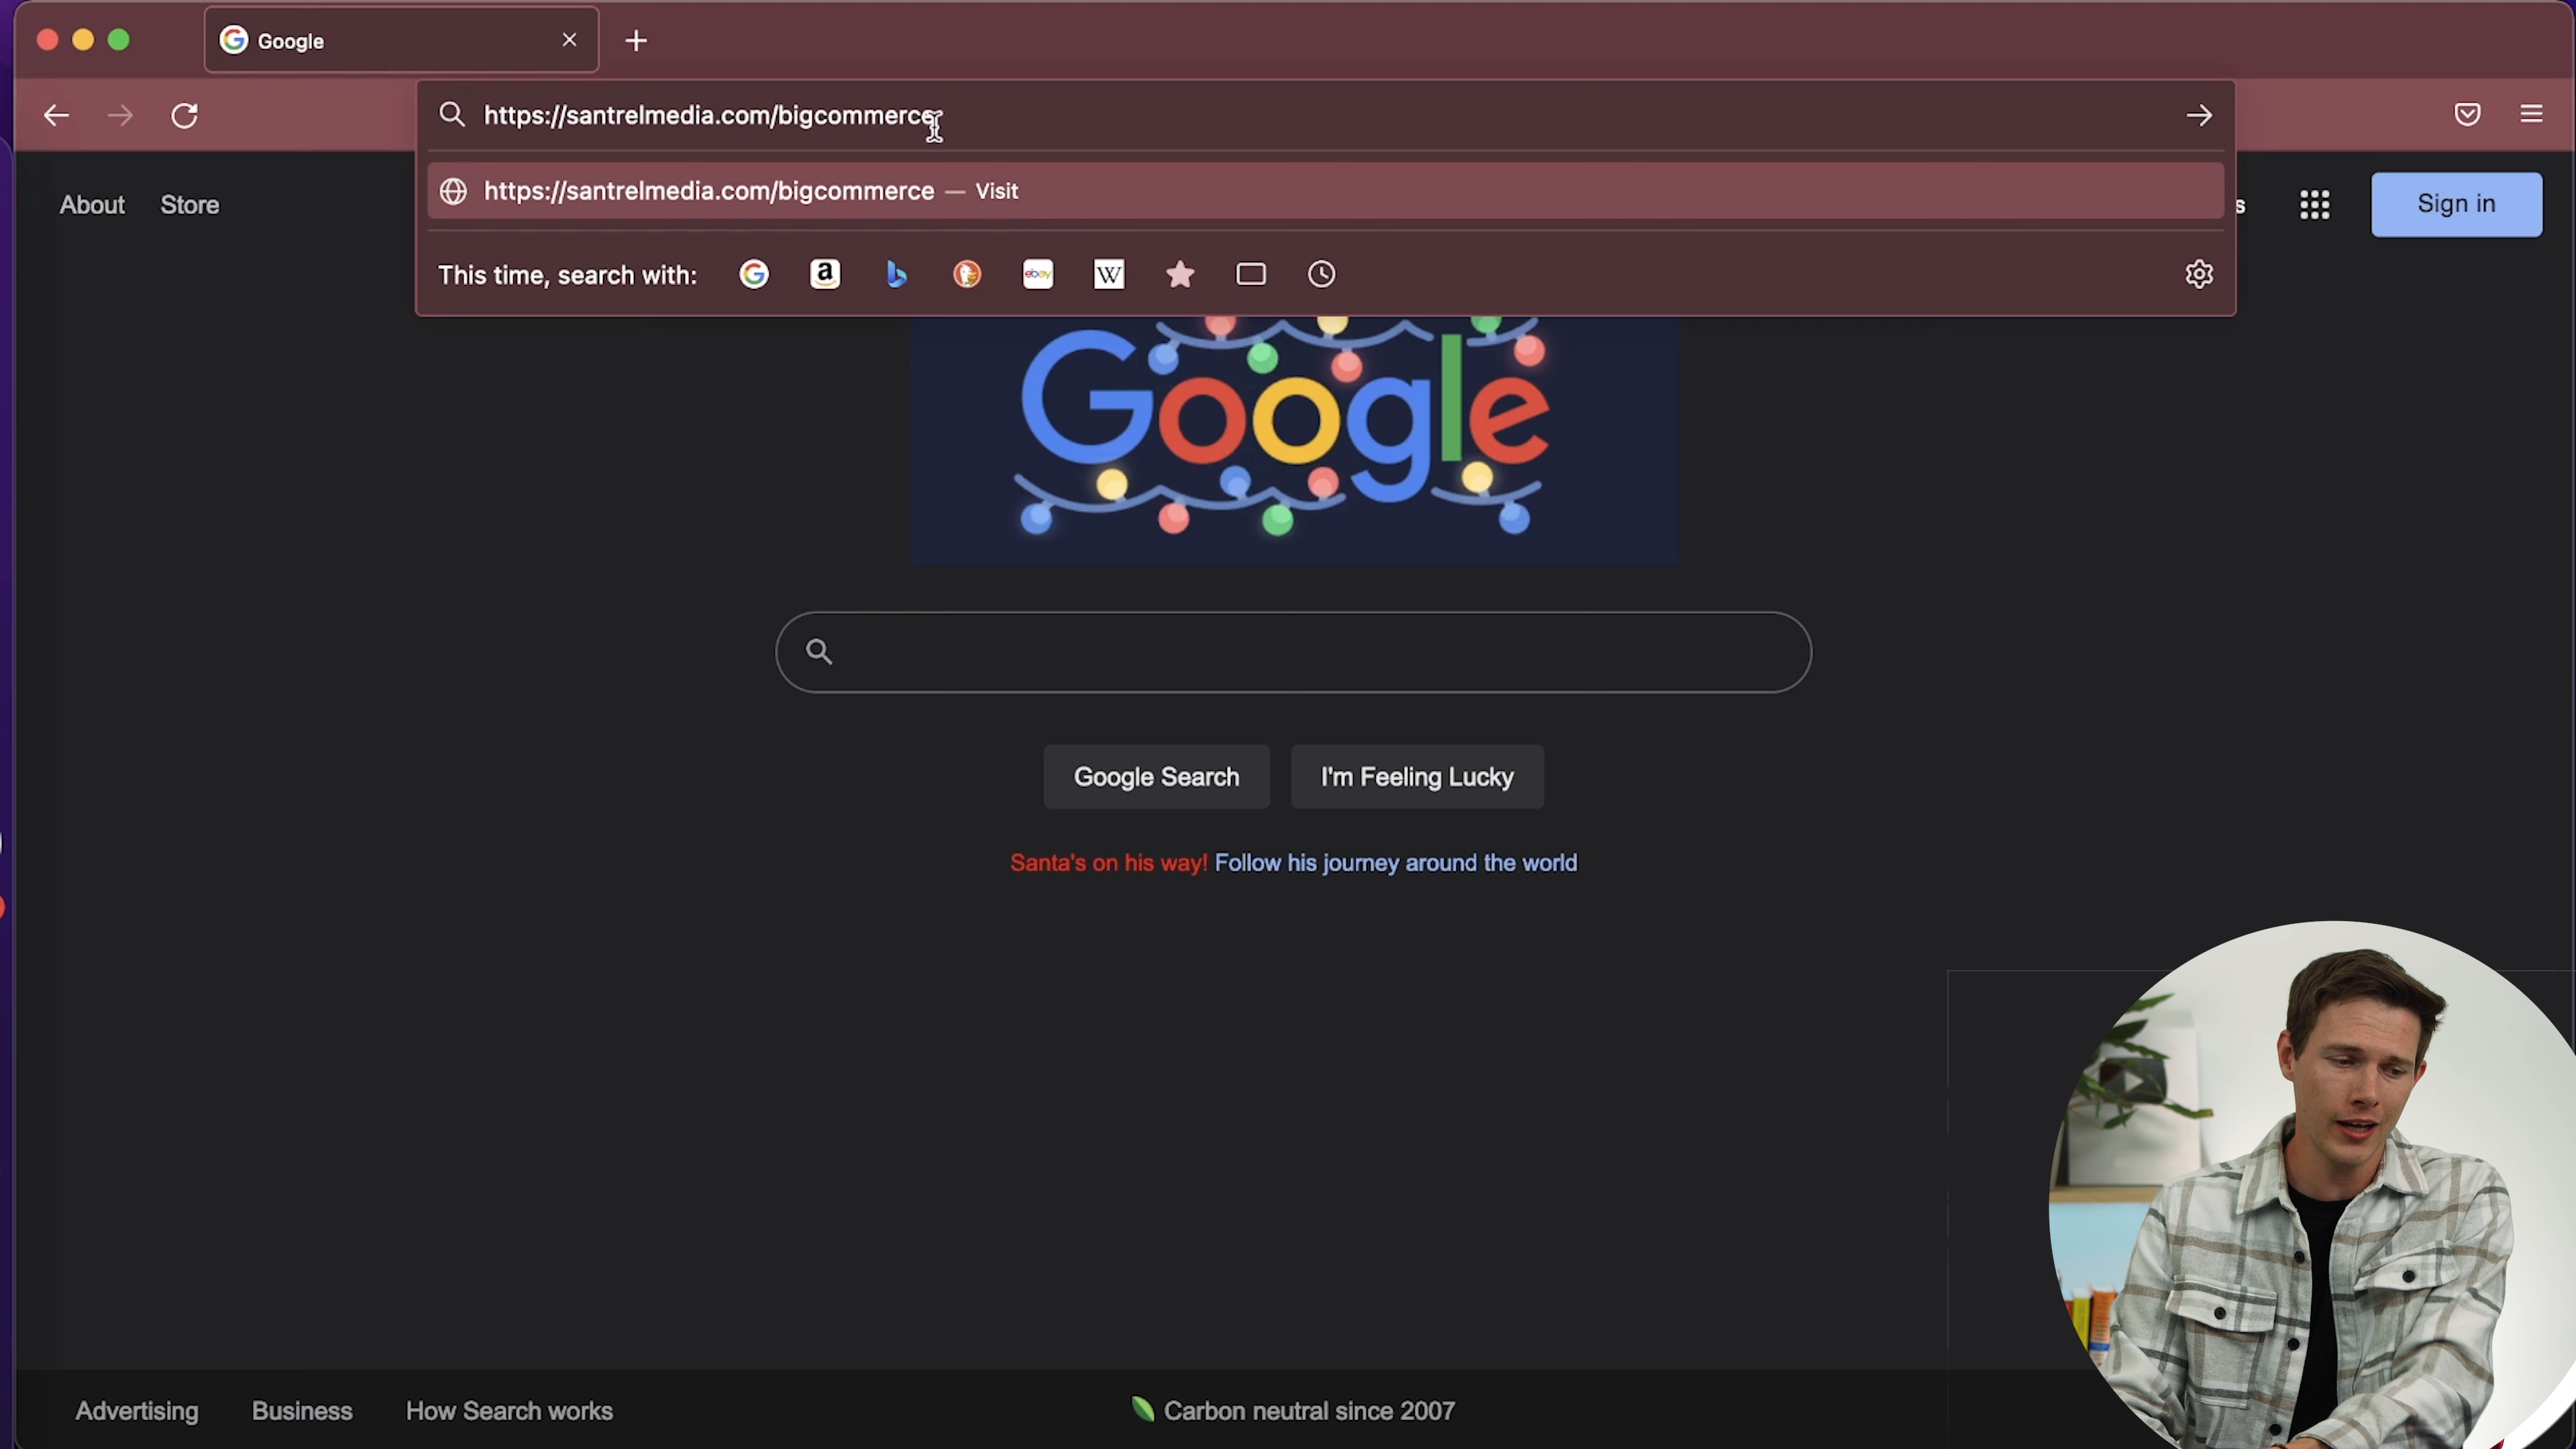 Google
https://santrelmedia.com/bigcommerce
https://santrelmedia.com/bigcommerce — Visit
About Store
Sign in
This time, search with:
a
ebay
W
Google
Google Search
I'm Feeling Lucky
Santa's on his way! Follow his journey around the world
Advertising Business How Search works
Carbon neutral since 2007